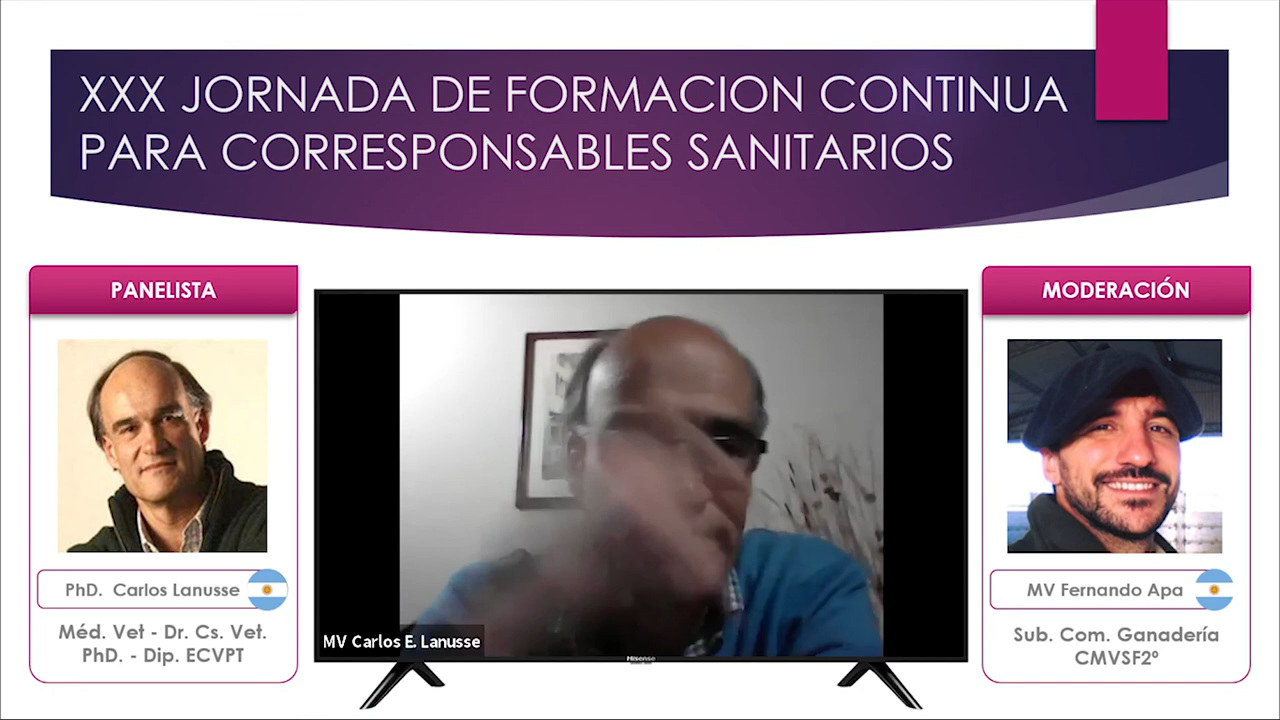 XXX JORNADA DE FORMACION CONTINUA
PARA CORRESPONSABLES SANITARIOS
PANELISTA
PhD. Carlos Lanusse
Méd. Vet - Dr. Cs. Vet.
PhD. - Dip. ECVPT
MV Carlos E. Lanusse
Hisense
MODERACIÓN
MV Fernando Apa
Sub. Com. Ganadería
CMVSF2º